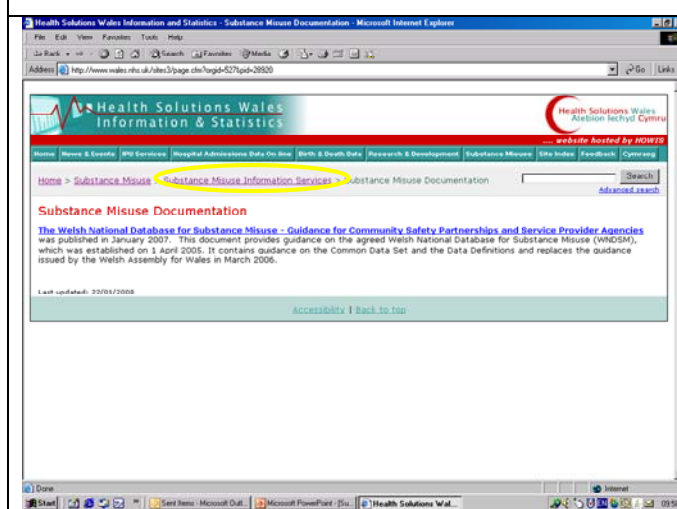 Health Solutions Wales Information and Statistics - Substance Misuse Documentation - Microsoft Internet Explorer
File Edit View Favorites Tools Help
Back Search Favorites Media
Address http://www.wales.nhs.uk/sites3/page.cfm?orgid=527&pid=28920 Go Links
Health Solutions Wales
Information & Statistics
Health Solutions Wales
Atebion Iechyd Cymru
.... website hosted by HOWIS
Home News & Events IPU Services Hospital Admissions Data On line Birth & Death Data Research & Development Substance Misuse Site Index Feedback Cymraeg
Home > Substance Misuse > Substance Misuse Information Services > Substance Misuse Documentation Search
Advanced search
Substance Misuse Documentation
The Welsh National Database for Substance Misuse - Guidance for Community Safety Partnerships and Service Provider Agencies
was published in January 2007. This document provides guidance on the agreed Welsh National Database for Substance Misuse (WNDSM),
which was established on 1 April 2005. It contains guidance on the Common Data Set and the Data Definitions and replaces the guidance
issued by the Welsh Assembly for Wales in March 2006.
Last updated: 22/01/2008
Accessibility | Back to top
Done Internet
Start Sent Items - Microsoft Outl... Microsoft PowerPoint - [Su... Health Solutions Wal... 09:5